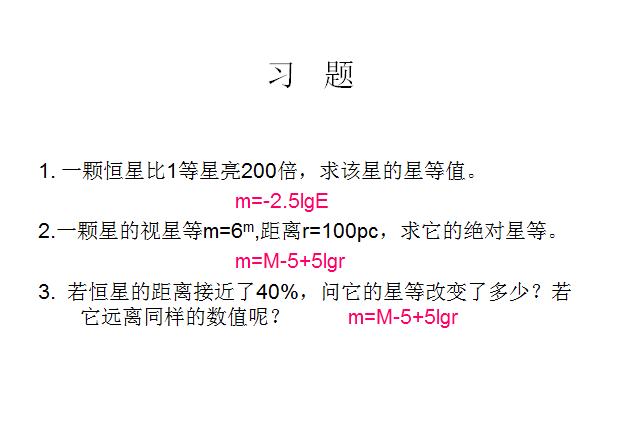 习 题
1. 一颗恒星比1等星亮200倍，求该星的星等值。
m=-2.5lgE
2.一颗星的视星等m=6ᵐ,距离r=100pc，求它的绝对星等。
m=M-5+5lgr
3. 若恒星的距离接近了40%，问它的星等改变了多少？若
它远离同样的数值呢？ m=M-5+5lgr